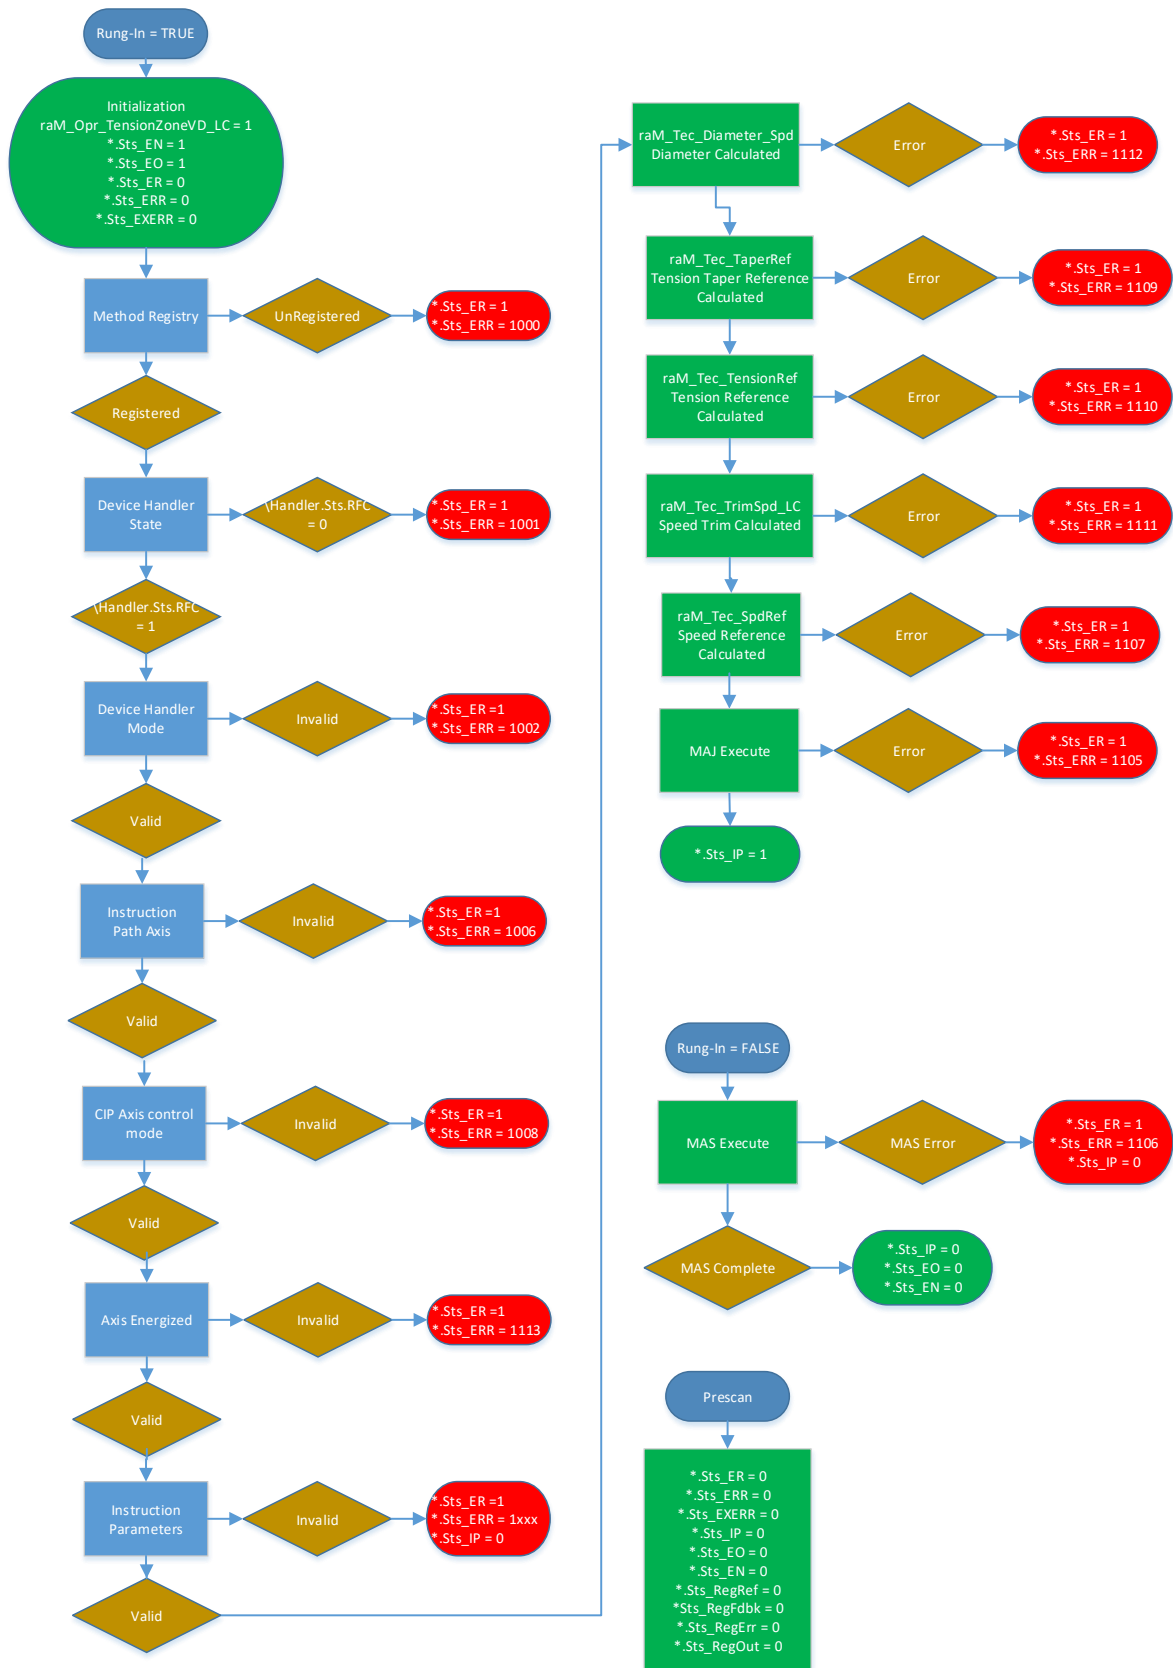 Rung-In = TRUE
Initialization
raM_Opr_TensionZoneVD_LC = 1
*.Sts_EN = 1
*.Sts_EO = 1
*.Sts_ER = 0
*.Sts_ERR = 0
*.Sts_EXERR = 0
Method Registry
UnRegistered
*.Sts_ER = 1
*.Sts_ERR = 1000
Registered
Device Handler
State
\Handler.Sts.RFC
= 0
*.Sts_ER = 1
*.Sts_ERR = 1001
\Handler.Sts.RFC
= 1
Device Handler
Mode
Invalid
*.Sts_ER =1
*.Sts_ERR = 1002
Valid
Instruction
Path Axis
Invalid
*.Sts_ER =1
*.Sts_ERR = 1006
Valid
CIP Axis control
mode
Invalid
*.Sts_ER =1
*.Sts_ERR = 1008
Valid
Axis Energized
Invalid
*.Sts_ER =1
*.Sts_ERR = 1113
Valid
Instruction
Parameters
Invalid
*.Sts_ER =1
*.Sts_ERR = 1xxx
*.Sts_IP = 0
Valid
raM_Tec_Diameter_Spd
Diameter Calculated
Error
*.Sts_ER = 1
*.Sts_ERR = 1112
raM_Tec_TaperRef
Tension Taper Reference
Calculated
Error
*.Sts_ER = 1
*.Sts_ERR = 1109
raM_Tec_TensionRef
Tension Reference
Calculated
Error
*.Sts_ER = 1
*.Sts_ERR = 1110
raM_Tec_TrimSpd_LC
Speed Trim Calculated
Error
*.Sts_ER = 1
*.Sts_ERR = 1111
raM_Tec_SpdRef
Speed Reference
Calculated
Error
*.Sts_ER = 1
*.Sts_ERR = 1107
MAJ Execute
Error
*.Sts_ER = 1
*.Sts_ERR = 1105
*.Sts_IP = 1
Rung-In = FALSE
MAS Execute
MAS Error
*.Sts_ER = 1
*.Sts_ERR = 1106
*.Sts_IP = 0
MAS Complete
*.Sts_IP = 0
*.Sts_EO = 0
*.Sts_EN = 0
Prescan
*.Sts_ER = 0
*.Sts_ERR = 0
*.Sts_EXERR = 0
*.Sts_IP = 0
*.Sts_EO = 0
*.Sts_EN = 0
*.Sts_RegRef = 0
*Sts_RegFdbk = 0
*.Sts_RegErr = 0
*.Sts_RegOut = 0